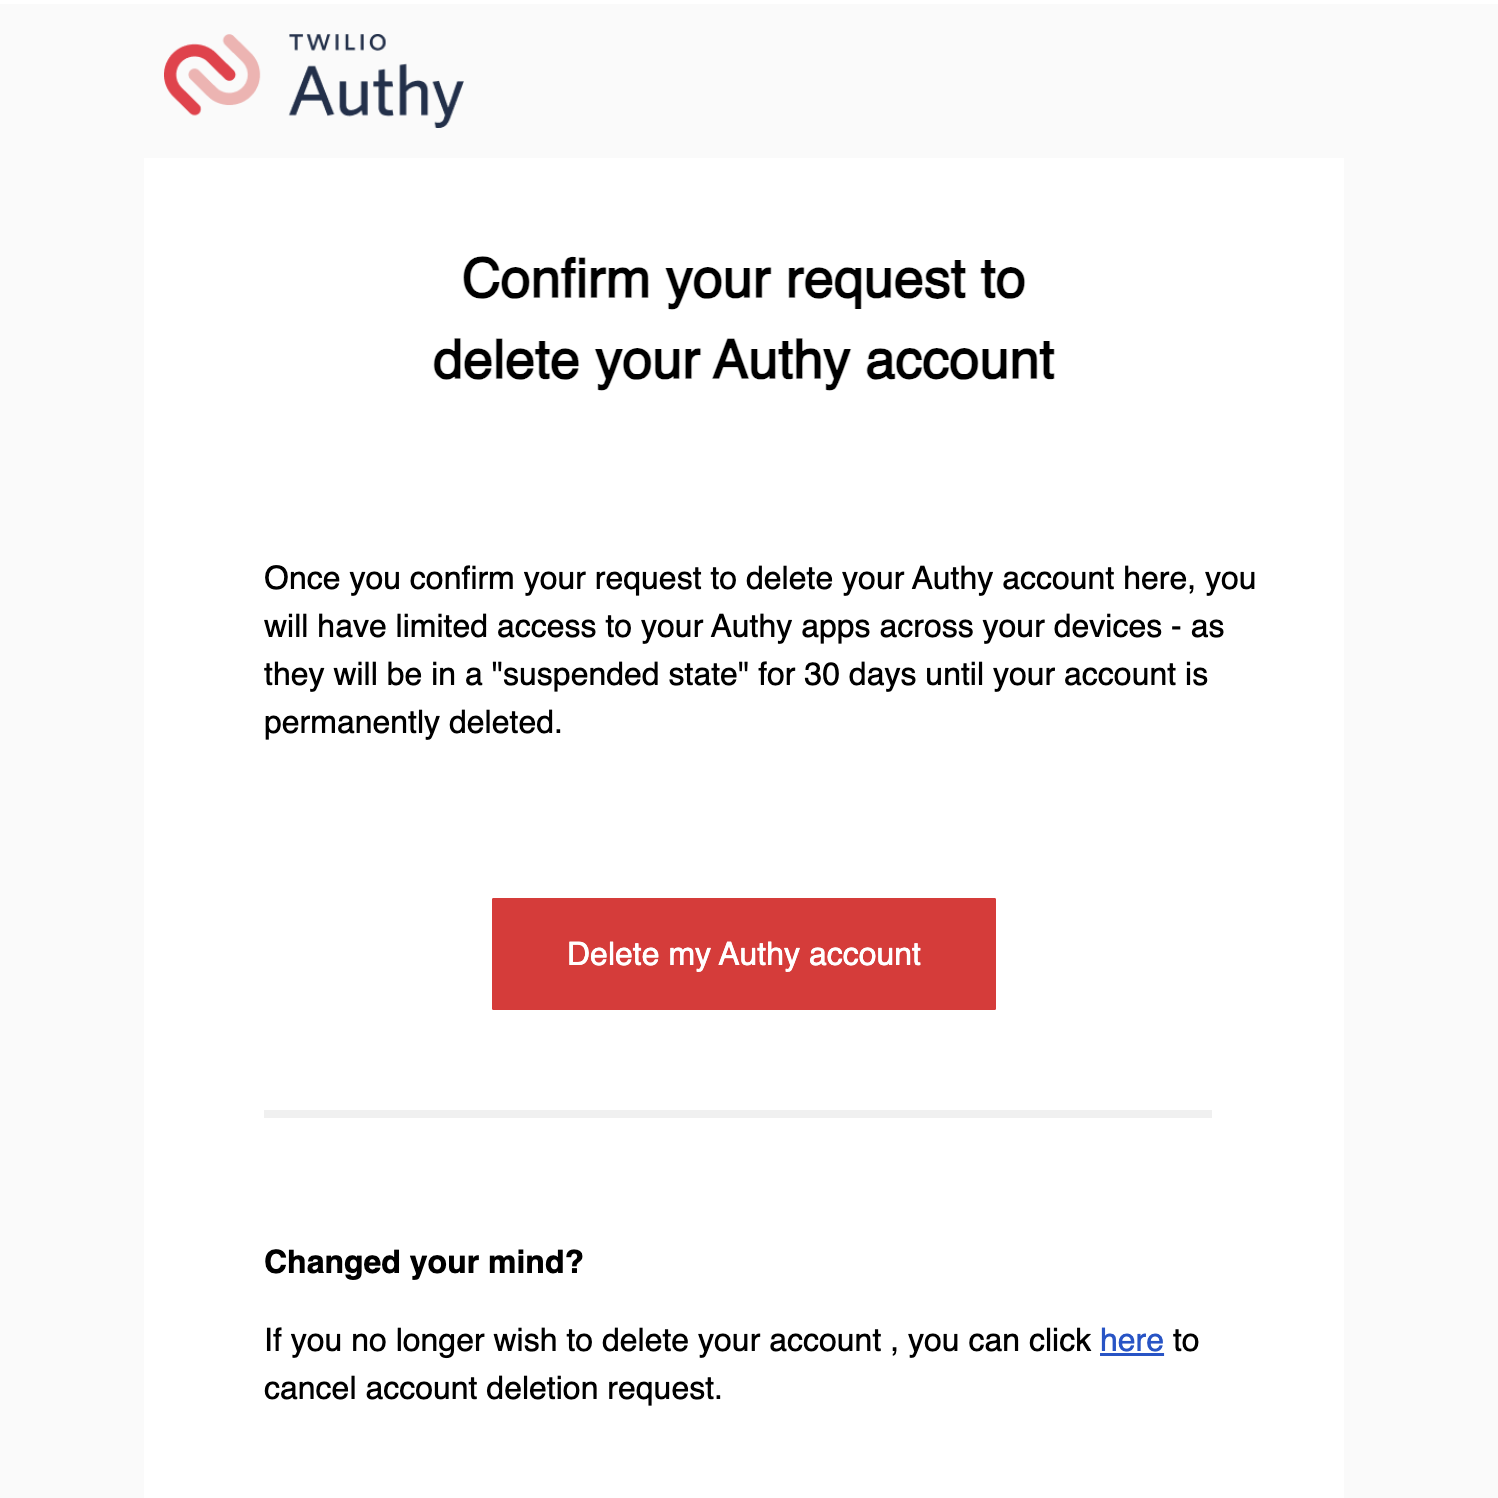 TWILIO
Authy
Confirm your request to
delete your Authy account
Once you confirm your request to delete your Authy account here, you
will have limited access to your Authy apps across your devices - as
they will be in a "suspended state" for 30 days until your account is
permanently deleted.
Delete my Authy account
Changed your mind?
If you no longer wish to delete your account , you can click here to
cancel account deletion request.